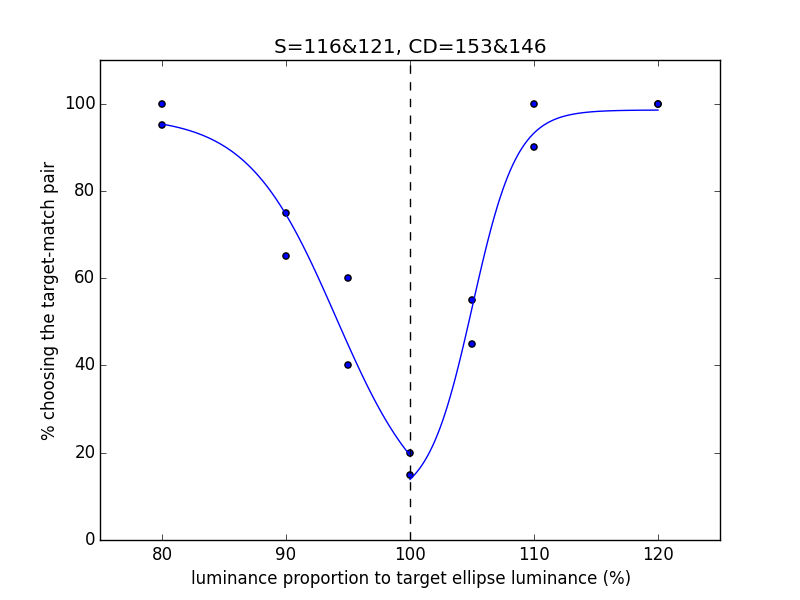 S=116&121, CD=153&146
% choosing the target-match pair
100
80
60
40
20
0
80 90 100 110 120
luminance proportion to target ellipse luminance (%)